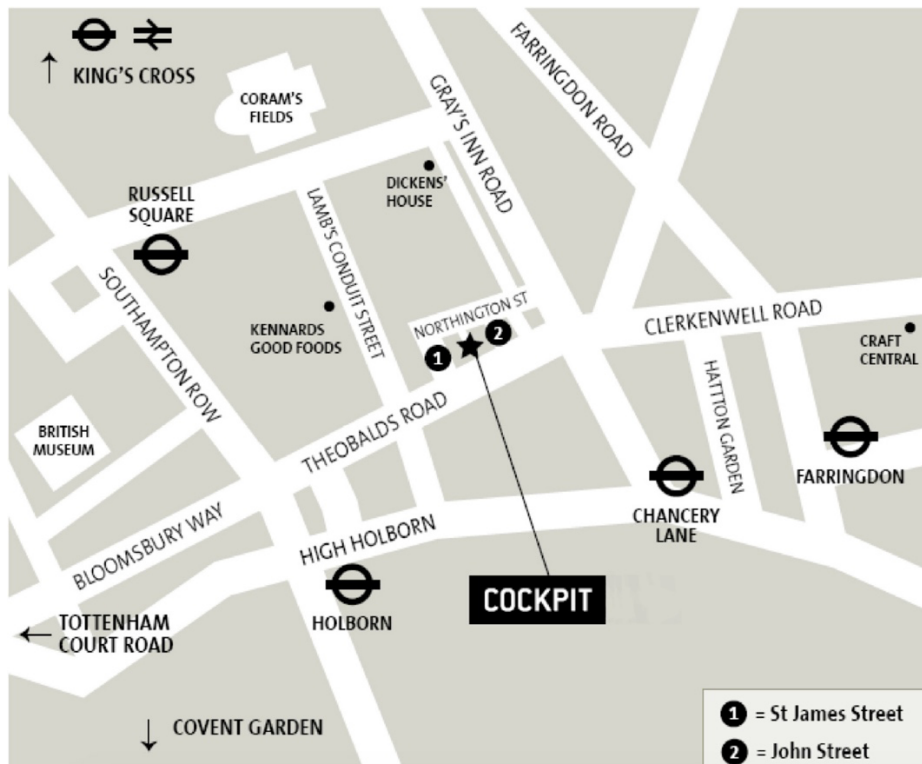 KING'S CROSS
CORAM'S
FIELDS
GRAY'S INN ROAD
FARRINGDON ROAD
DICKENS'
HOUSE
RUSSELL
SQUARE
LAMB'S CONDUIT STREET
SOUTHAMPTON ROW
KENNARDS
GOOD FOODS
NORTHINGTON ST
1
2
CLERKENWELL ROAD
CRAFT
CENTRAL
HATTTON GARDEN
BRITISH
MUSEUM
THEOBALDS ROAD
FARRINGDON
CHANCERY
LANE
BLOOMSBURY WAY
HIGH HOLBORN
HOLBORN
COCKPIT
TOTTENHAM
COURT ROAD
COVENT GARDEN
1 = St James Street
2 = John Street